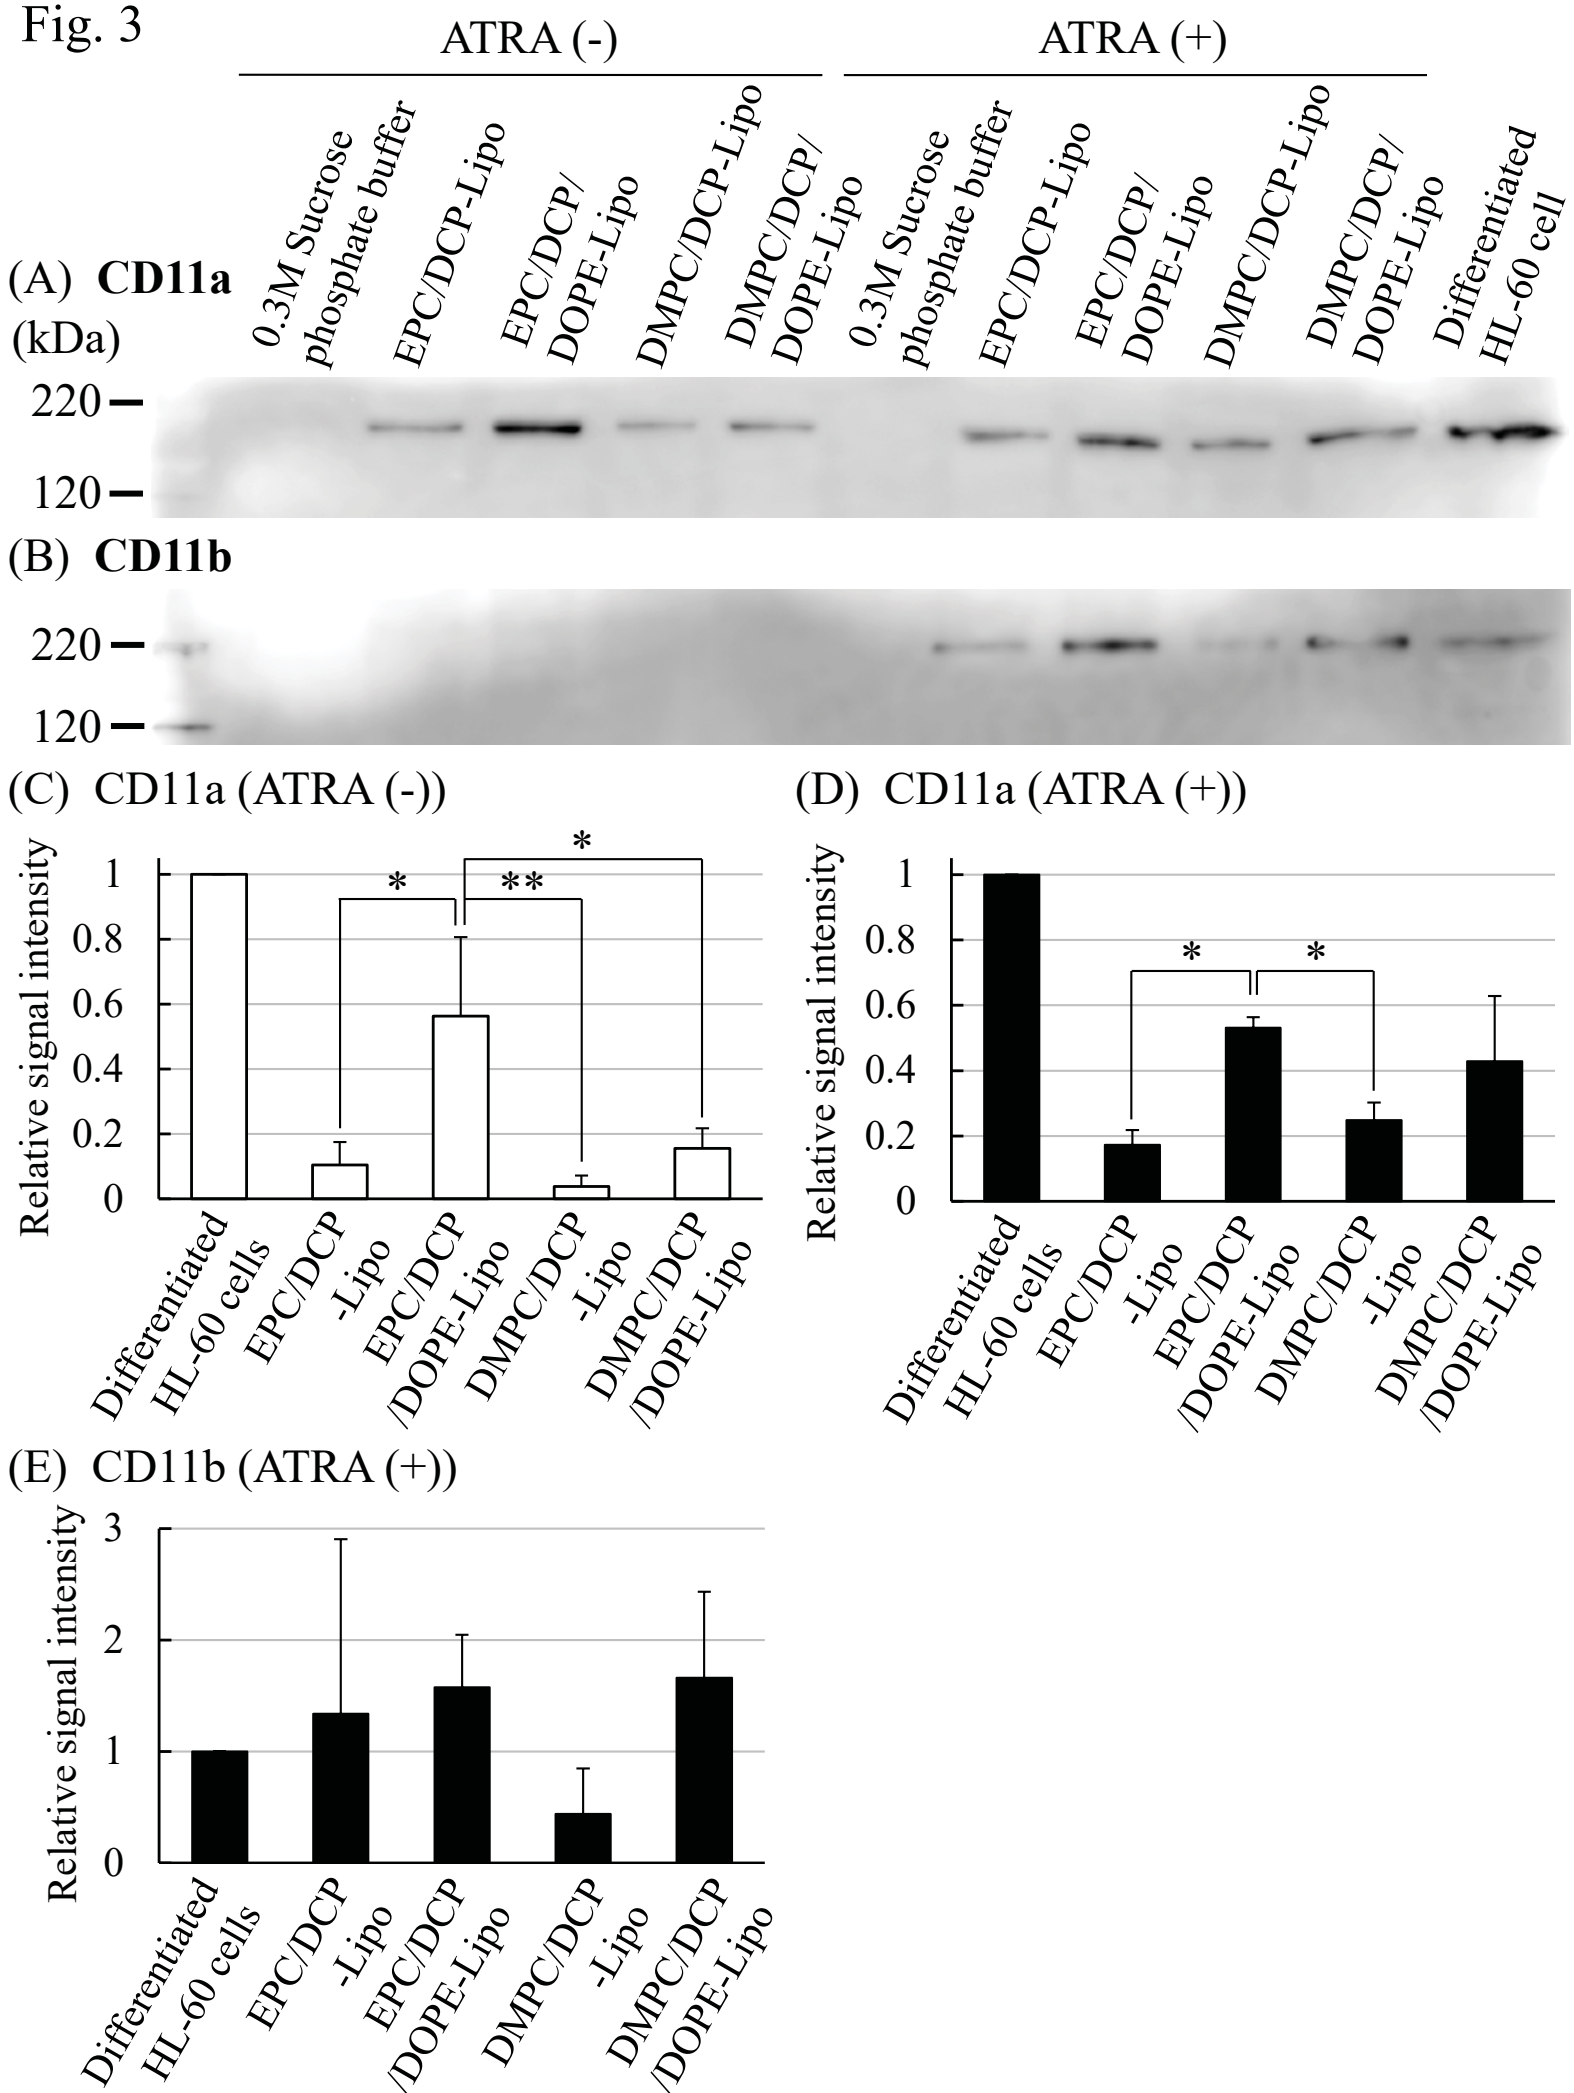 Fig. 3
ATRA (-)
ATRA (+)
0.3M Sucrose
phosphate buffer
EPC/DCP-Lipo
EPC/DCP/
DOPE-Lipo
DMPC/DCP-Lipo
DMPC/DCP/
DOPE-Lipo
0.3M Sucrose
phosphate buffer
EPC/DCP-Lipo
EPC/DCP/
DOPE-Lipo
DMPC/DCP-Lipo
DMPC/DCP/
DOPE-Lipo
Differentiated
HL-60 cell
(A) CD11a
(kDa)
220
120
(B) CD11b
220
120
(C) CD11a (ATRA (-))
Relative signal intensity
1
0.8
0.6
0.4
0.2
0
*
**
*
Differentiated
HL-60 cells
EPC/DCP
-Lipo
EPC/DCP
/DOPE-Lipo
DMPC/DCP
-Lipo
DMPC/DCP
/DOPE-Lipo
(D) CD11a (ATRA (+))
Relative signal intensity
1
0.8
0.6
0.4
0.2
0
*
*
Differentiated
HL-60 cells
EPC/DCP
-Lipo
EPC/DCP
/DOPE-Lipo
DMPC/DCP
-Lipo
DMPC/DCP
/DOPE-Lipo
(E) CD11b (ATRA (+))
Relative signal intensity
3
2
1
0
Differentiated
HL-60 cells
EPC/DCP
-Lipo
EPC/DCP
/DOPE-Lipo
DMPC/DCP
-Lipo
DMPC/DCP
/DOPE-Lipo